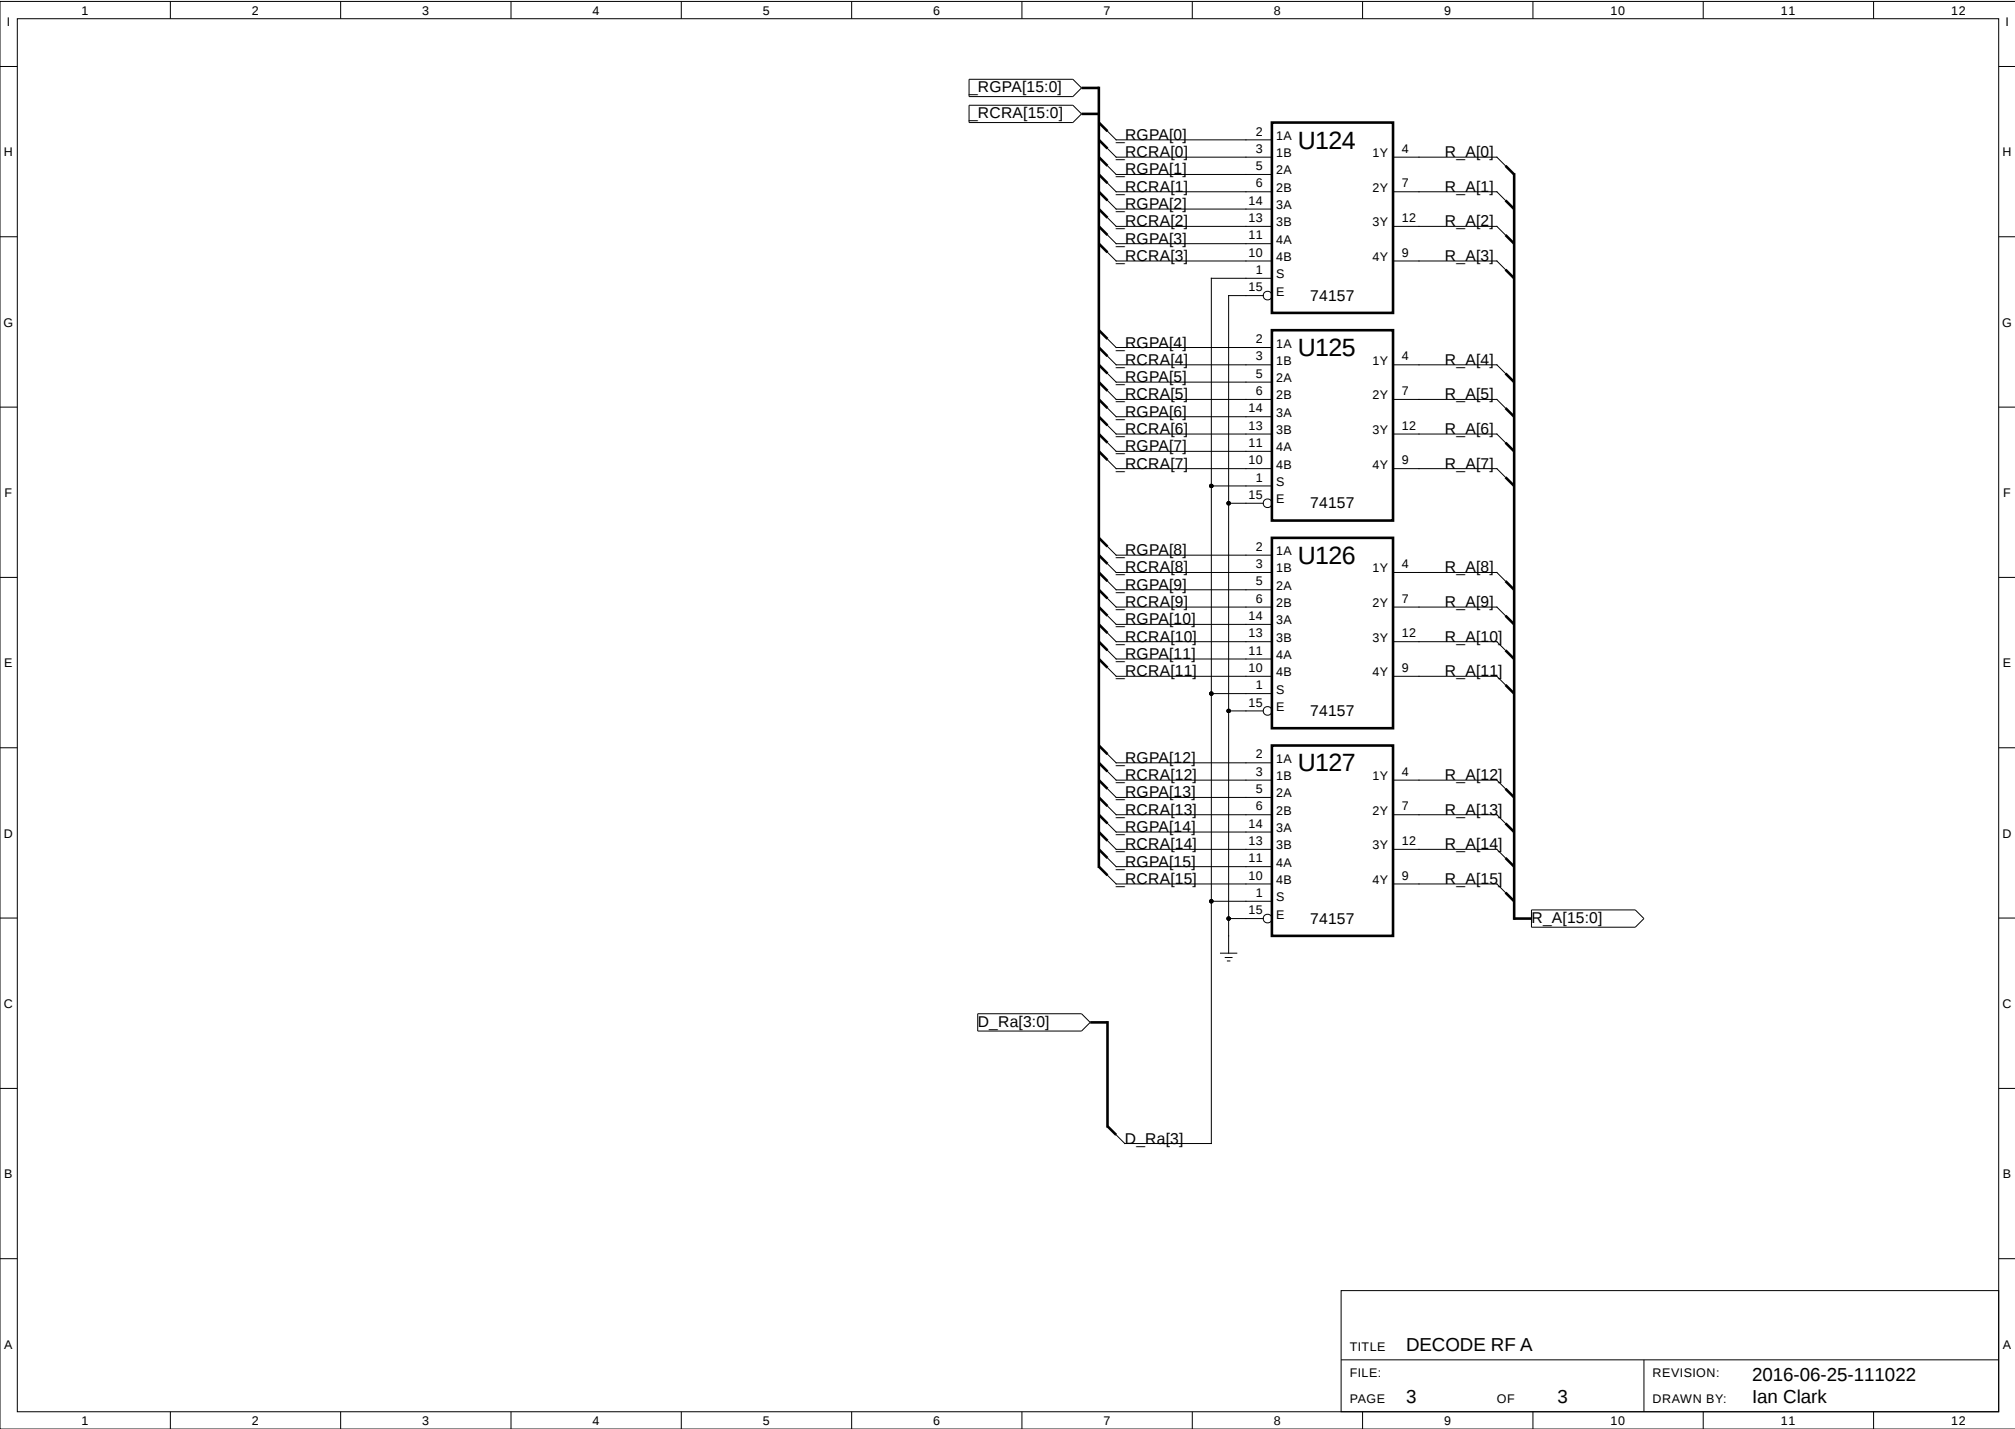 1 2 3 4 5 6 7 8 9 10 11 12
I I
H H
G G
F F
E E
D D
C C
B B
A A
_RGPA[15:0]
_RCRA[15:0]
_RGPA[0] 2 1A U124
_RCRA[0] 3 1B 1Y 4 R_A[0]
_RGPA[1] 5 2A
_RCRA[1] 6 2B 2Y 7 R_A[1]
_RGPA[2] 14 3A
_RCRA[2] 13 3B 3Y 12 R_A[2]
_RGPA[3] 11 4A
_RCRA[3] 10 4B 4Y 9 R_A[3]
1 S
15 E 74157
_RGPA[4] 2 1A U125
_RCRA[4] 3 1B 1Y 4 R_A[4]
_RGPA[5] 5 2A
_RCRA[5] 6 2B 2Y 7 R_A[5]
_RGPA[6] 14 3A
_RCRA[6] 13 3B 3Y 12 R_A[6]
_RGPA[7] 11 4A
_RCRA[7] 10 4B 4Y 9 R_A[7]
1 S
15 E 74157
_RGPA[8] 2 1A U126
_RCRA[8] 3 1B 1Y 4 R_A[8]
_RGPA[9] 5 2A
_RCRA[9] 6 2B 2Y 7 R_A[9]
_RGPA[10] 14 3A
_RCRA[10] 13 3B 3Y 12 R_A[10]
_RGPA[11] 11 4A
_RCRA[11] 10 4B 4Y 9 R_A[11]
1 S
15 E 74157
_RGPA[12] 2 1A U127
_RCRA[12] 3 1B 1Y 4 R_A[12]
_RGPA[13] 5 2A
_RCRA[13] 6 2B 2Y 7 R_A[13]
_RGPA[14] 14 3A
_RCRA[14] 13 3B 3Y 12 R_A[14]
_RGPA[15] 11 4A
_RCRA[15] 10 4B 4Y 9 R_A[15]
1 S
15 E 74157
R_A[15:0]
D_Ra[3:0]
D_Ra[3]
TITLE DECODE RF A
FILE: REVISION: 2016-06-25-111022
PAGE 3 OF 3 DRAWN BY: Ian Clark
1 2 3 4 5 6 7 8 9 10 11 12